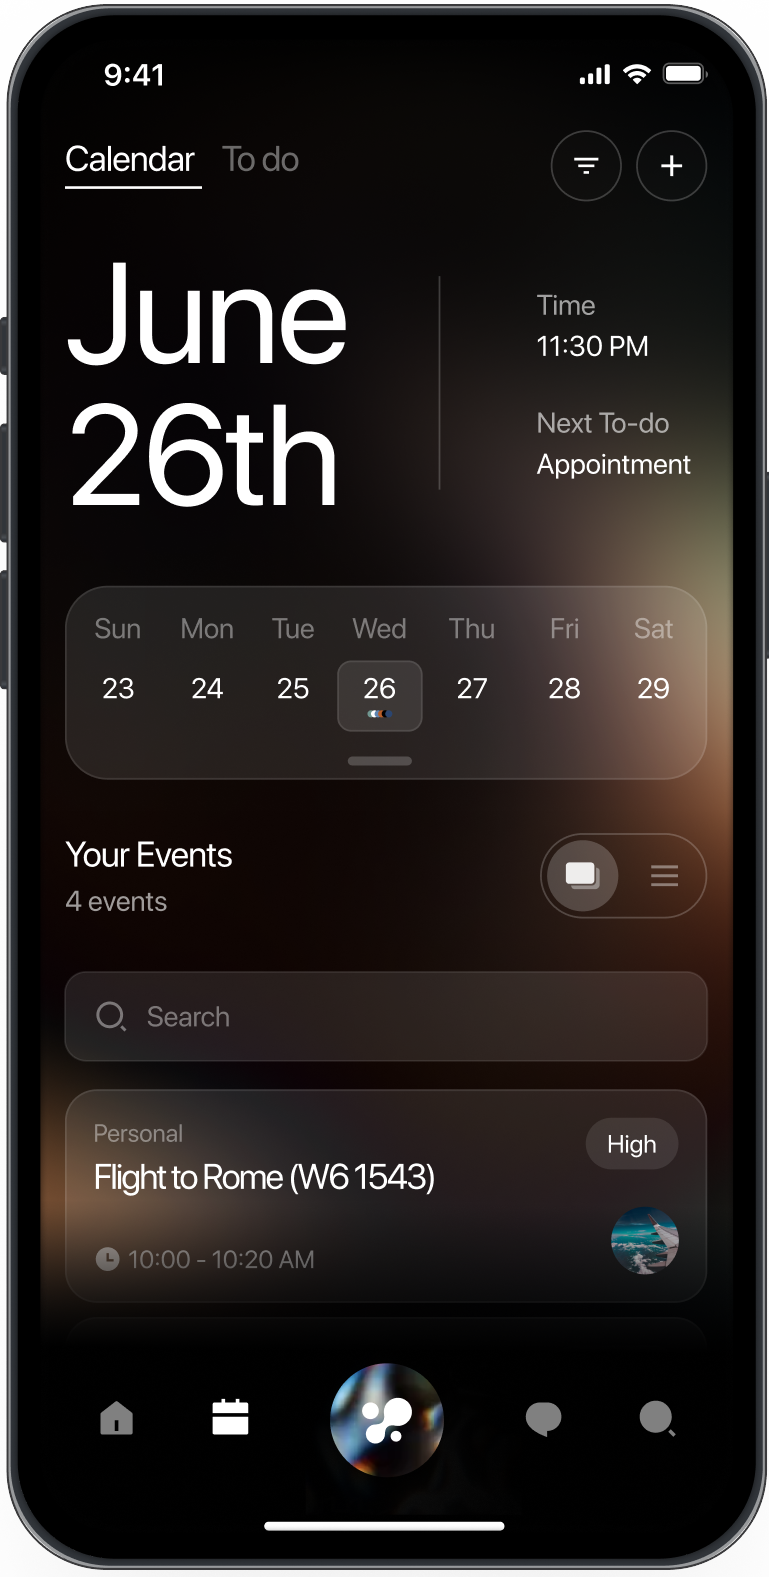 9:41
Calendar To do
June
26th
Time
11:30 PM
Next To-do
Appointment
Sun Mon Tue Wed Thu Fri Sat
23 24 25 26 27 28 29
Your Events
4 events
Search
Personal
High
Flight to Rome (W6 1543)
10:00 - 10:20 AM